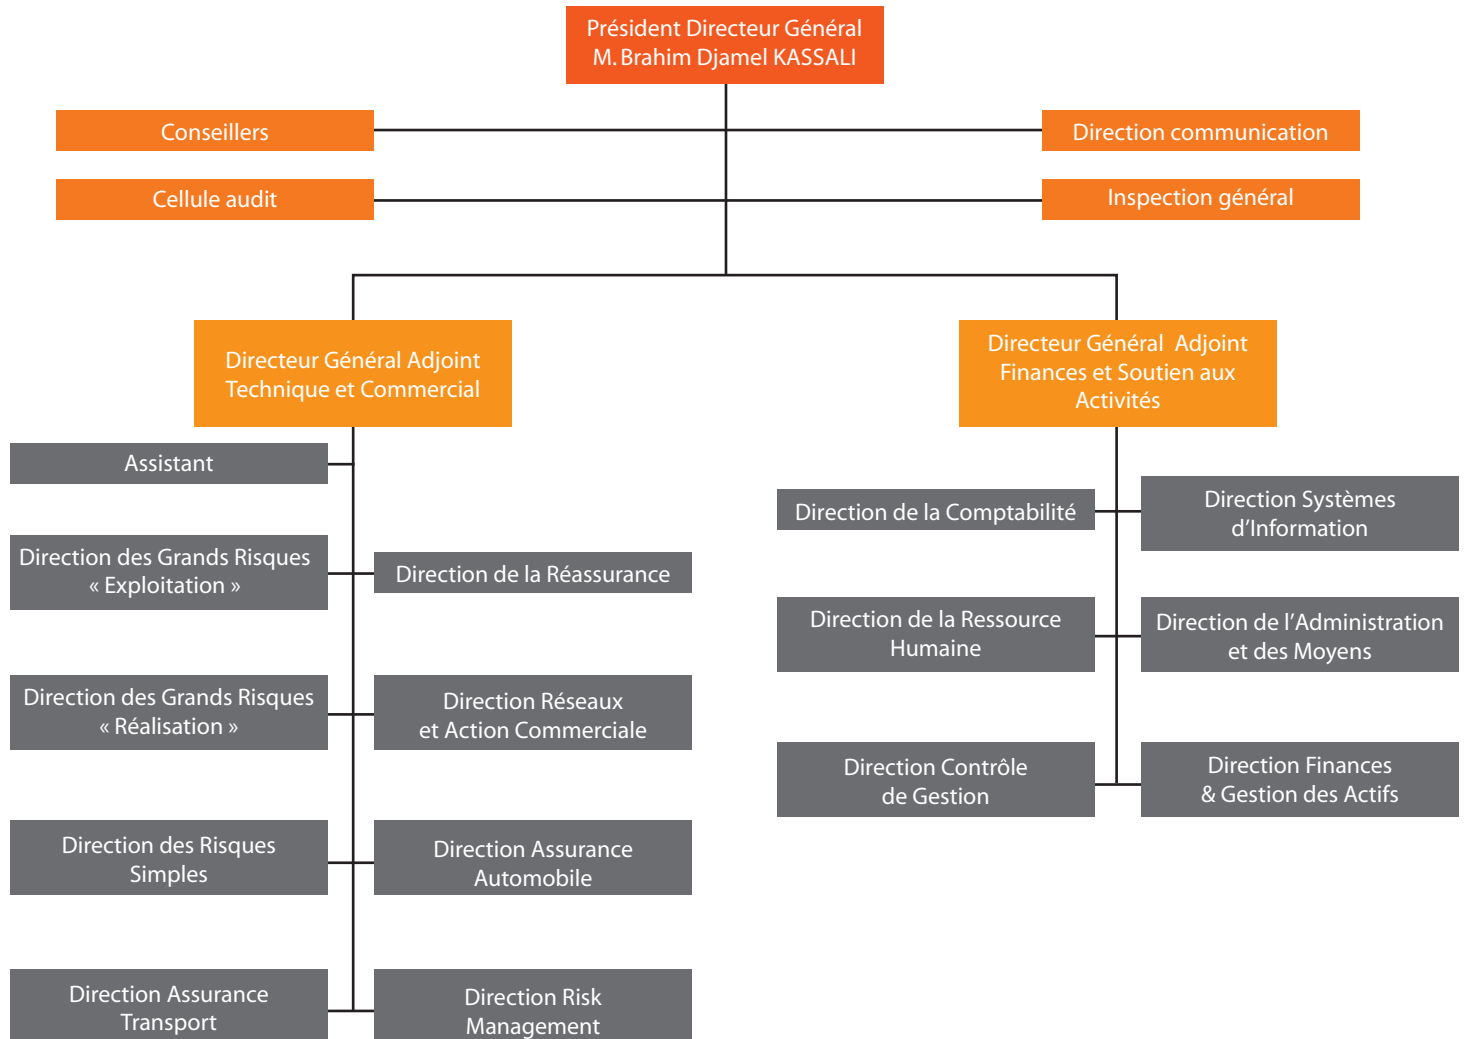 Président Directeur Général
M. Brahim Djamel KASSALI
Conseillers
Direction communication
Cellule audit
Inspection général
Directeur Général Adjoint
Technique et Commercial
Directeur Général Adjoint
Finances et Soutien aux
Activités
Assistant
Direction des Grands Risques
« Exploitation »
Direction de la Réassurance
Direction des Grands Risques
« Réalisation »
Direction Réseaux
et Action Commerciale
Direction des Risques
Simples
Direction Assurance
Automobile
Direction Assurance
Transport
Direction Risk
Management
Direction de la Comptabilité
Direction Systèmes
d’Information
Direction de la Ressource
Humaine
Direction de l’Administration
et des Moyens
Direction Contrôle
de Gestion
Direction Finances
& Gestion des Actifs